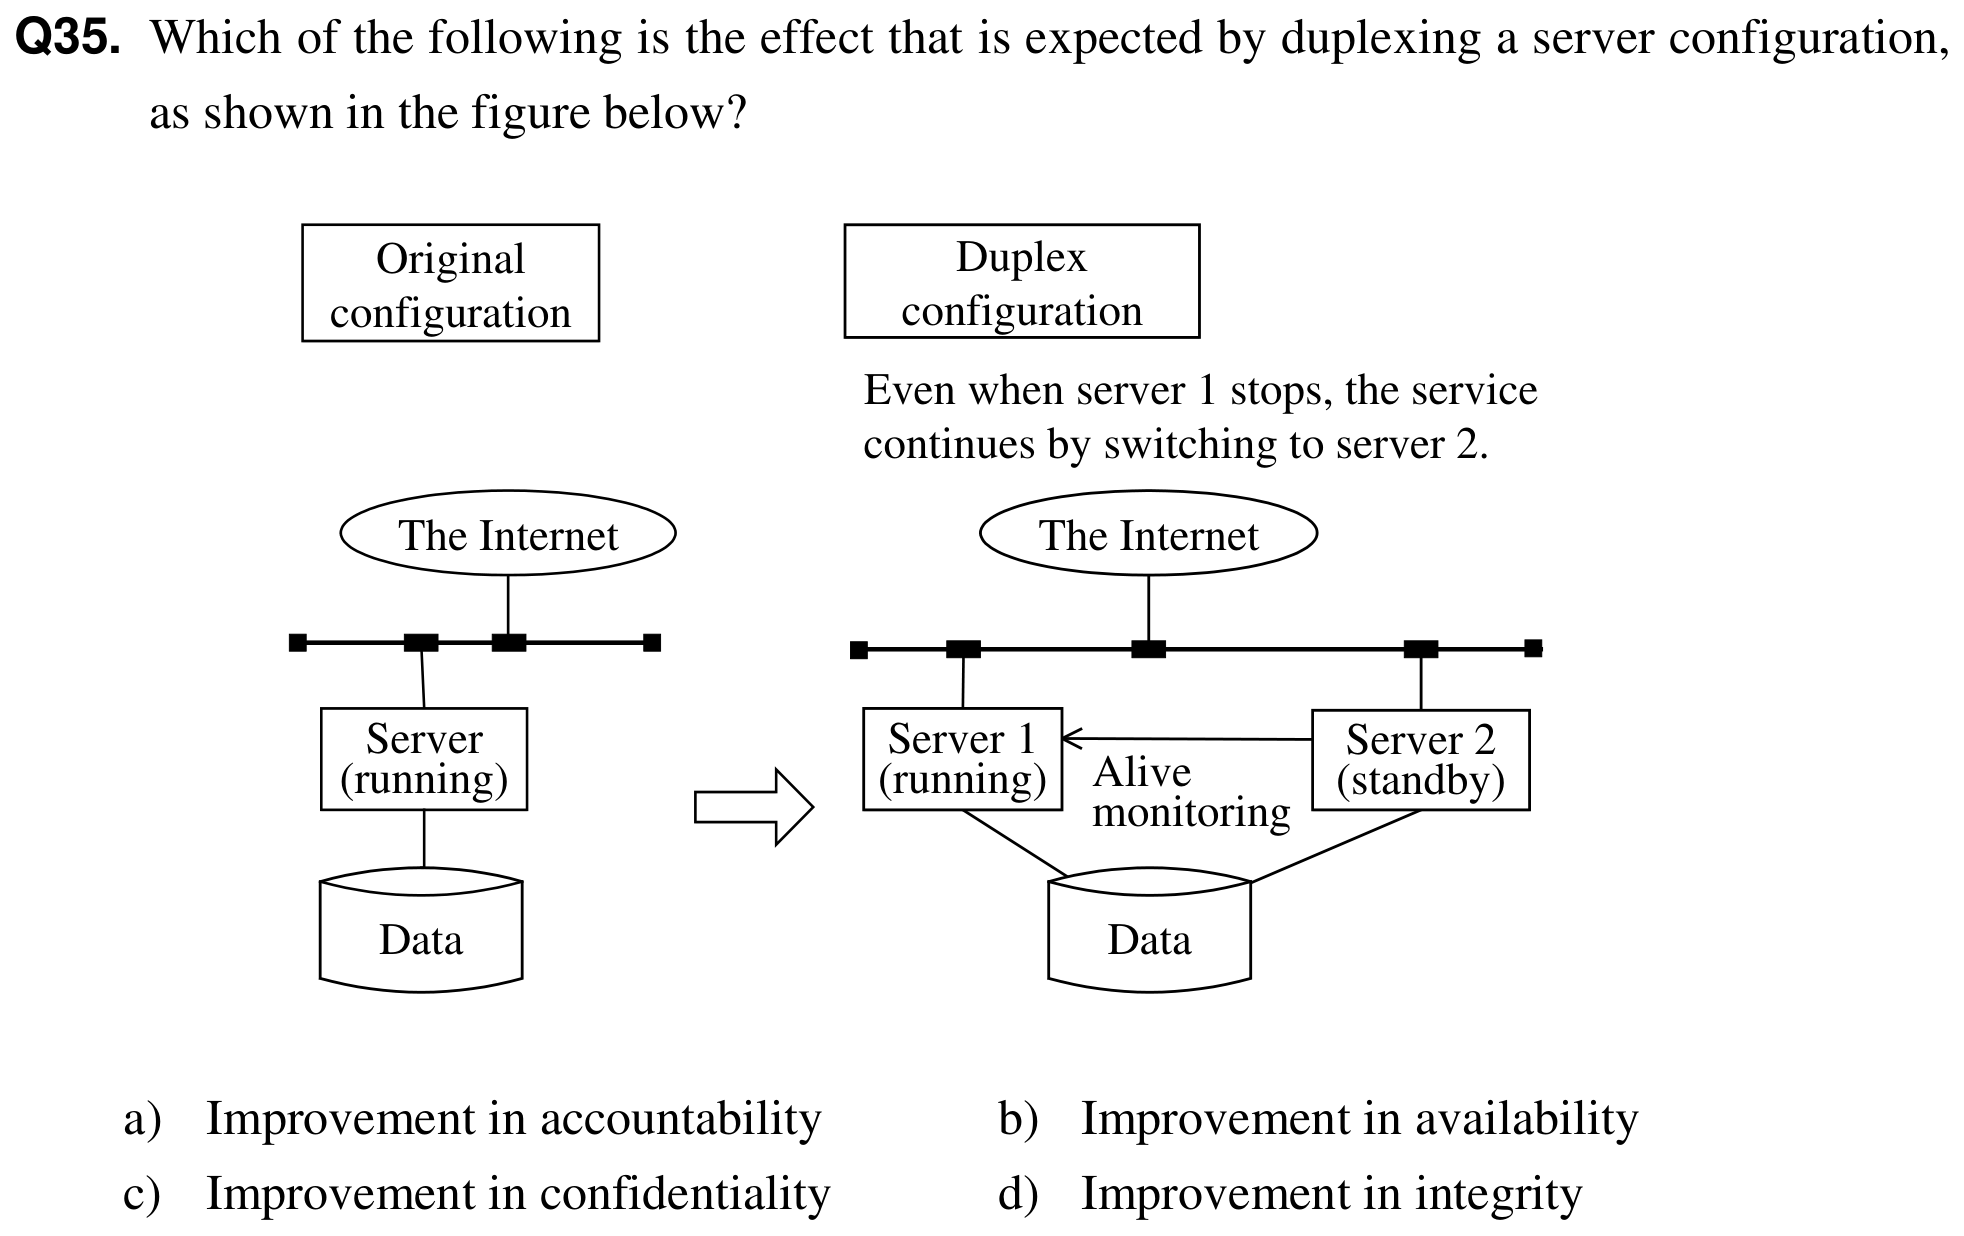 Q35. Which of the following is the effect that is expected by duplexing a server configuration,
as shown in the figure below?
Original
configuration
Duplex
configuration
Even when server 1 stops, the service
continues by switching to server 2.
The Internet
The Internet
Server
(running)
Server 1
(running)
Alive
monitoring
Server 2
(standby)
Data
Data
a) Improvement in accountability
b) Improvement in availability
c) Improvement in confidentiality
d) Improvement in integrity